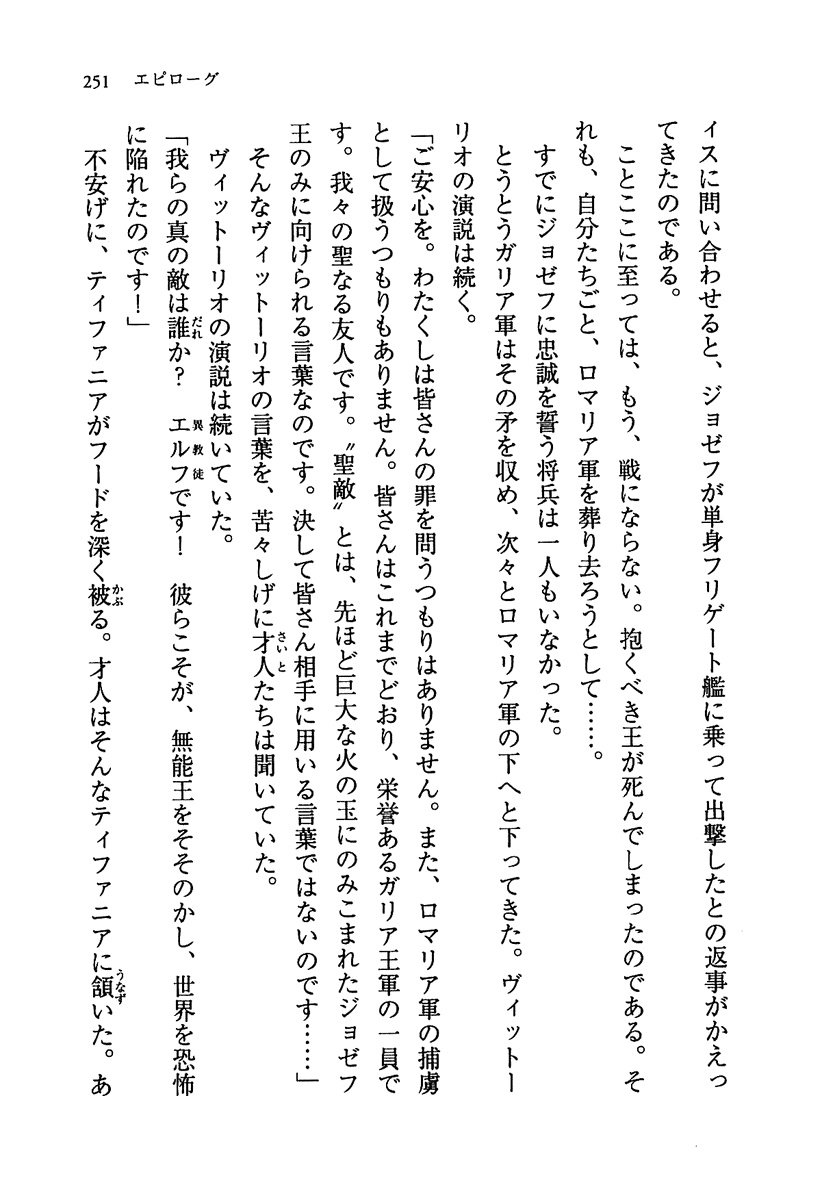 251　エピローグ
ィスに問い合わせると、ジョゼフが単身フリゲート艦に乗って出撃したとの返事がかえっ
てきたのである。
　ことここに至っては、もう、戦にならない。抱くべき王が死んでしまったのである。そ
れも、自分たちごと、ロマリア軍を葬り去ろうとして……。
　すでにジョゼフに忠誠を誓う将兵は一人もいなかった。
　とうとうガリア軍はその矛を収め、次々とロマリア軍の下へと下ってきた。ヴィットー
リオの演説は続く。
「ご安心を。わたくしは皆さんの罪を問うつもりはありません。また、ロマリア軍の捕虜
として扱うつもりもありません。皆さんはこれまでどおり、栄誉あるガリア王軍の一員で
す。我々の聖なる友人です。〝聖敵〟とは、先ほど巨大な火の玉にのみこまれたジョゼフ
王のみに向けられる言葉なのです。決して皆さん相手に用いる言葉ではないのです……」
　そんなヴィットーリオの言葉を、苦々しげに才人たちは聞いていた。
さいと
　ヴィットーリオの演説は続いていた。
「我らの真の敵は誰か？　エルフです！　彼らこそが、無能王をそそのかし、世界を恐怖
だれ
異教徒
に陥れたのです！」
　不安げに、ティファニアがフードを深く被る。才人はそんなティファニアに頷いた。あ
かぶ
うなず